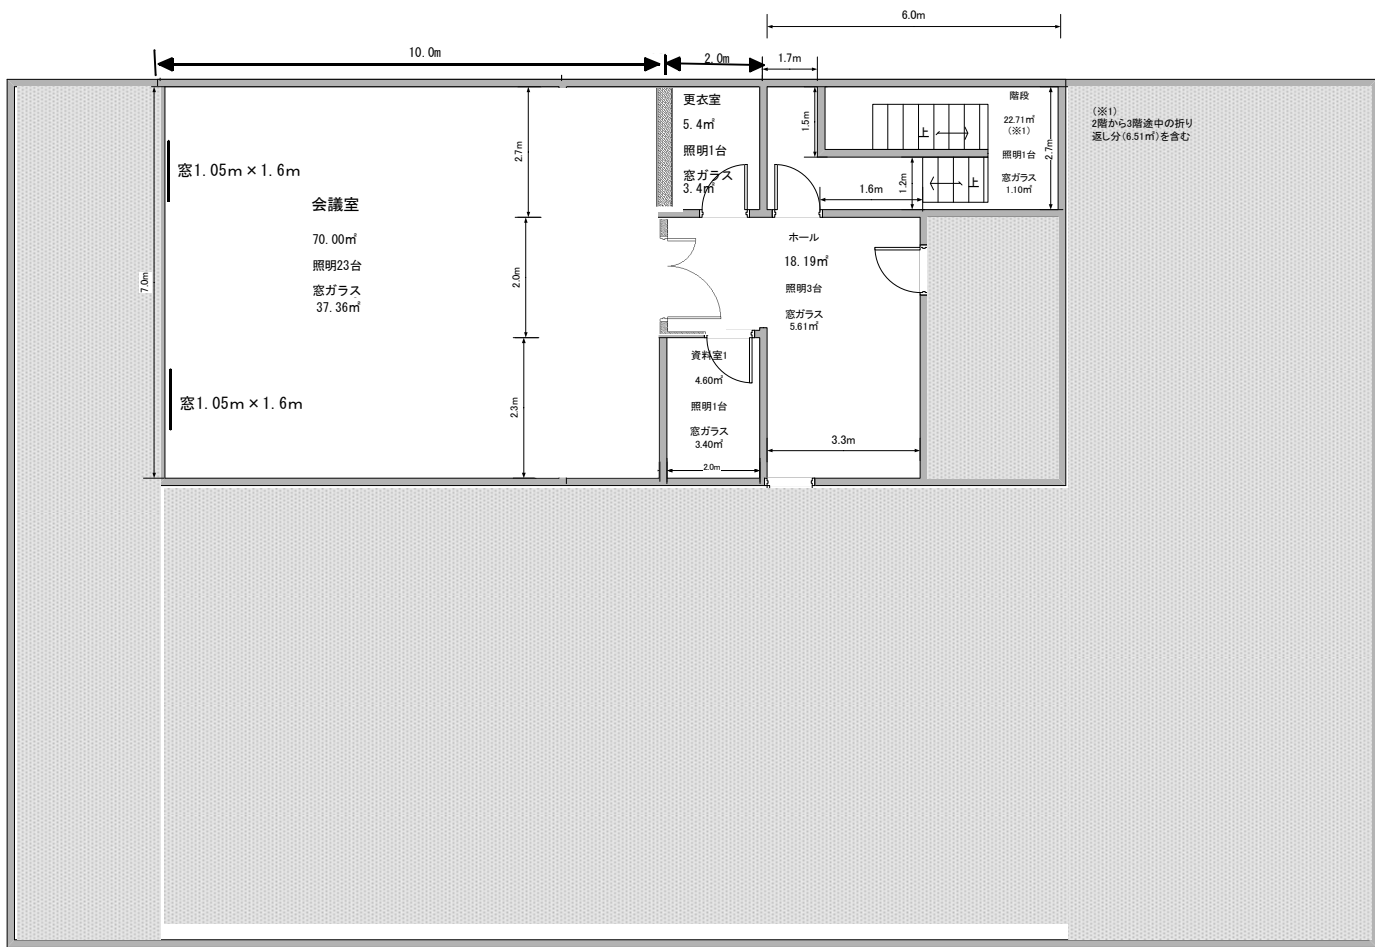 6.0m
10.0m
2.0m
1.7m
更衣室
5.4㎡
照明1台
窓ガラス
3.4㎡
1.5m
階段
22.71㎡
(※1)
照明1台
窓ガラス
1.10㎡
上
上
2.7m
1.2m
1.6m
(※1)
2階から3階途中の折り
返し分(6.51㎡)を含む
2.7m
窓1.05m×1.6m
会議室
70.00㎡
照明23台
窓ガラス
37.36㎡
7.0m
2.0m
ホール
18.19㎡
照明3台
窓ガラス
5.61㎡
資料室1
4.60㎡
照明1台
窓ガラス
3.40㎡
2.0m
窓1.05m×1.6m
2.3m
3.3m